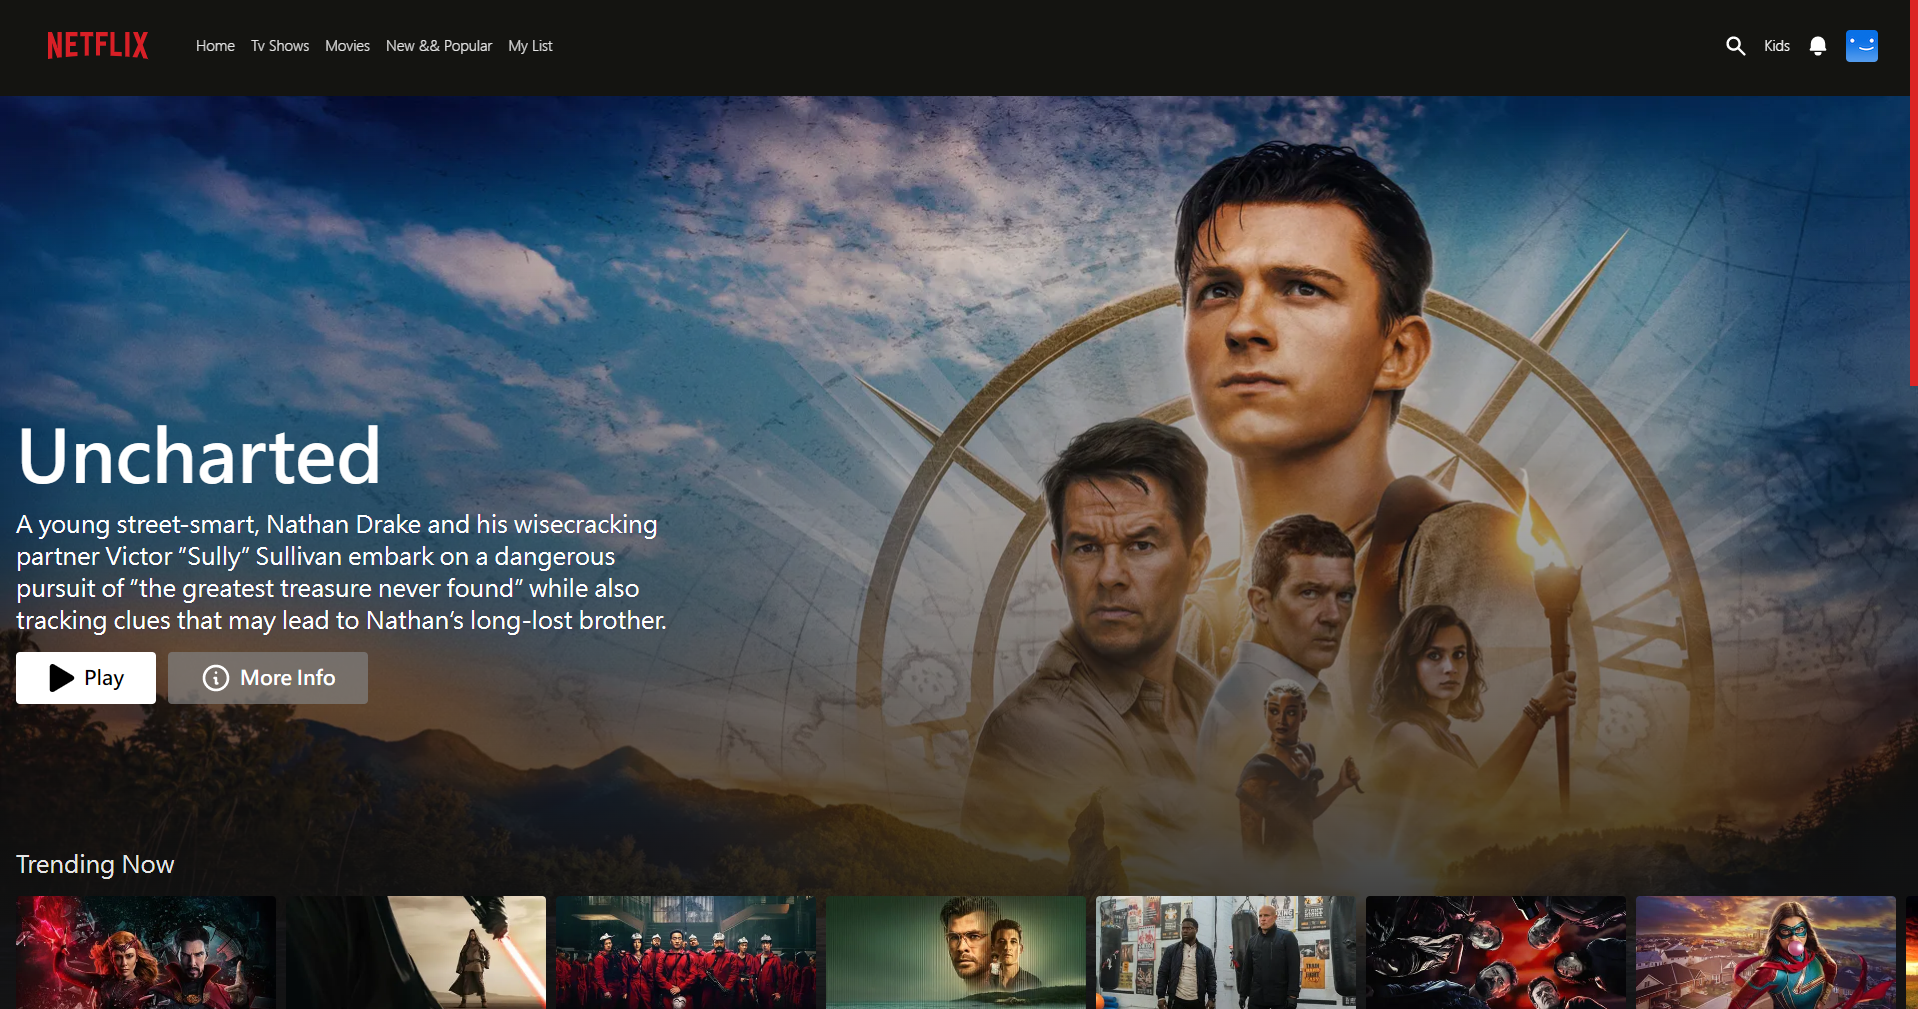 NETFLIX
Home Tv Shows Movies New && Popular My List
Kids
Uncharted
A young street-smart, Nathan Drake and his wisecracking
partner Victor “Sully” Sullivan embark on a dangerous
pursuit of “the greatest treasure never found” while also
tracking clues that may lead to Nathan’s long-lost brother.
Play
More Info
Trending Now